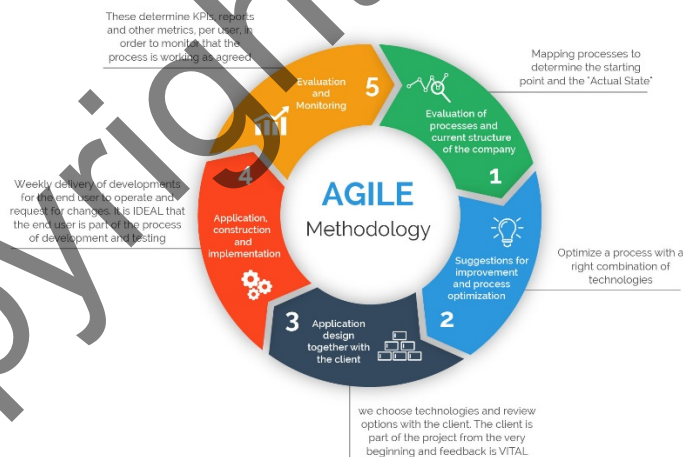 These determine KPIs, reports
and other metrics, per user, in
order to monitor that the
process is working as agreed
Mapping processes to
determine the starting
point and the "Actual State"
Evaluation
and
Monitoring
5
Evaluation of
processes and
current structure
of the company
1
Weekly delivery of developments
for the end user to operate and
request for changes. It is IDEAL that
the end user is part of the process
of development and testing
4
Application,
construction
and
implementation
AGILE
Methodology
Suggestions for
improvement
and process
optimization
2
Optimize a process with a
right combination of
technologies
3
Application
design
together with
the client
we choose technologies and review
options with the client. The client is
part of the project from the very
beginning and feedback is VITAL